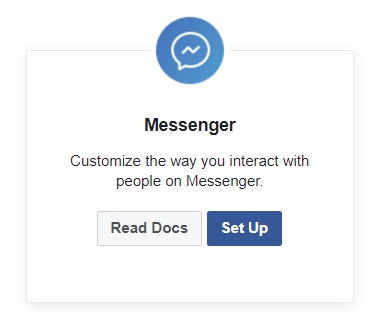 Messenger
Customize the way you interact with
people on Messenger.
Read Docs
Set Up